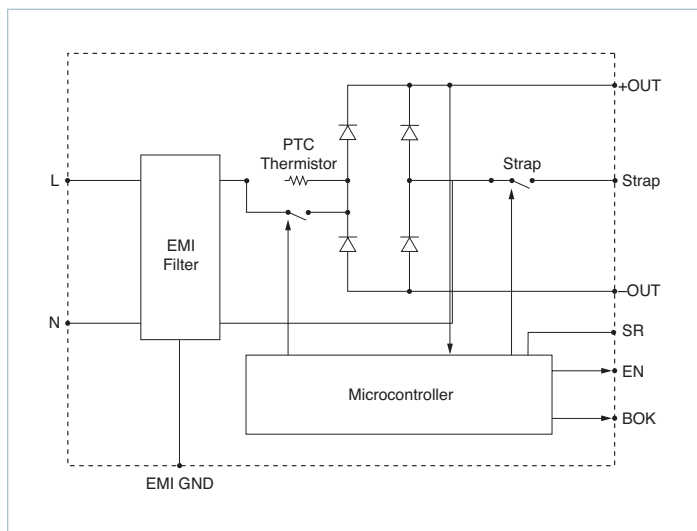 +OUT
PTC
Thermistor
Strap
L
Strap
EMI
Filter
–OUT
N
SR
EN
Microcontroller
BOK
EMI GND